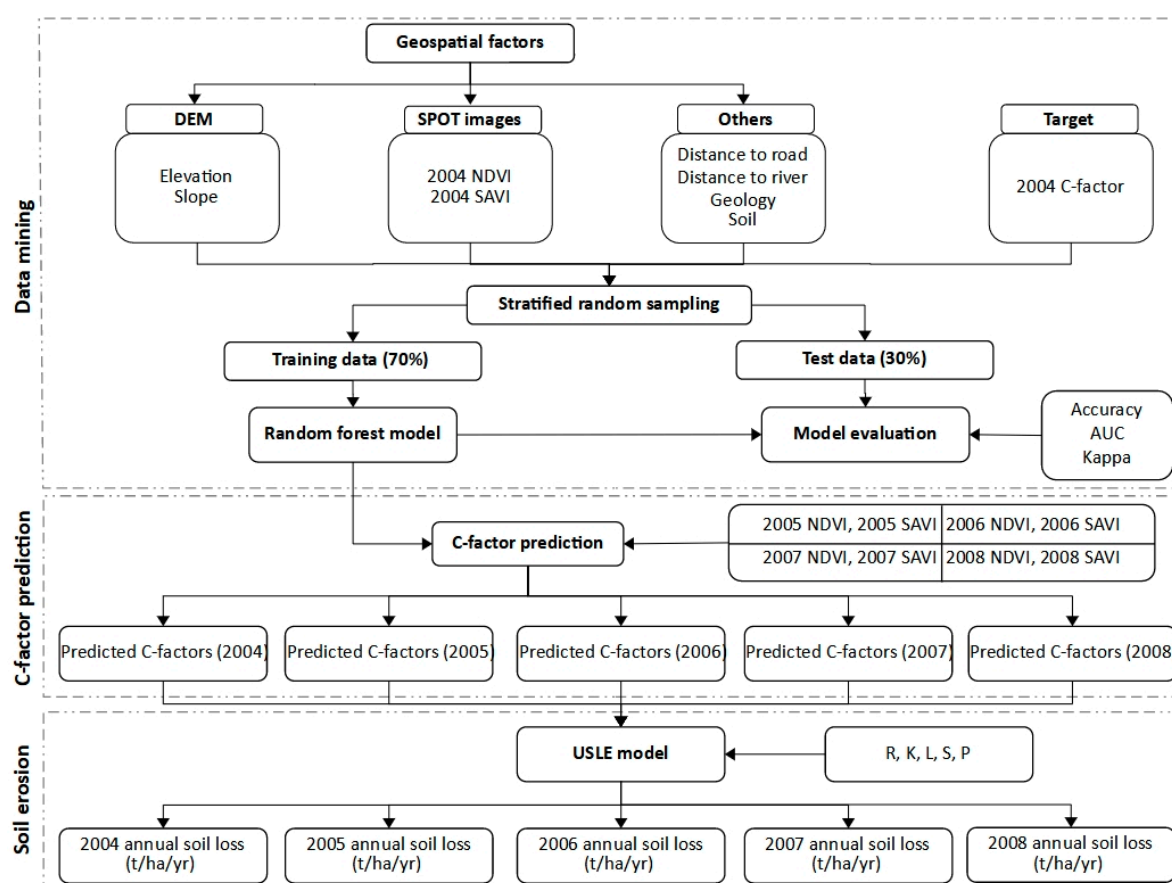 Geospatial factors
DEM
SPOT images
Others
Target
Elevation
Slope
2004 NDVI
2004 SAVI
Distance to road
Distance to river
Geology
Soil
2004 C-factor
Data mining
Stratified random sampling
Training data (70%)
Test data (30%)
Random forest model
Model evaluation
Accuracy
AUC
Kappa
C-factor prediction
C-factor prediction
2005 NDVI, 2005 SAVI
2006 NDVI, 2006 SAVI
2007 NDVI, 2007 SAVI
2008 NDVI, 2008 SAVI
Predicted C-factors (2004)
Predicted C-factors (2005)
Predicted C-factors (2006)
Predicted C-factors (2007)
Predicted C-factors (2008
Soil erosion
USLE model
R, K, L, S, P
2004 annual soil loss
(t/ha/yr)
2005 annual soil loss
(t/ha/yr)
2006 annual soil loss
(t/ha/yr)
2007 annual soil loss
(t/ha/yr)
2008 annual soil loss
(t/ha/yr)